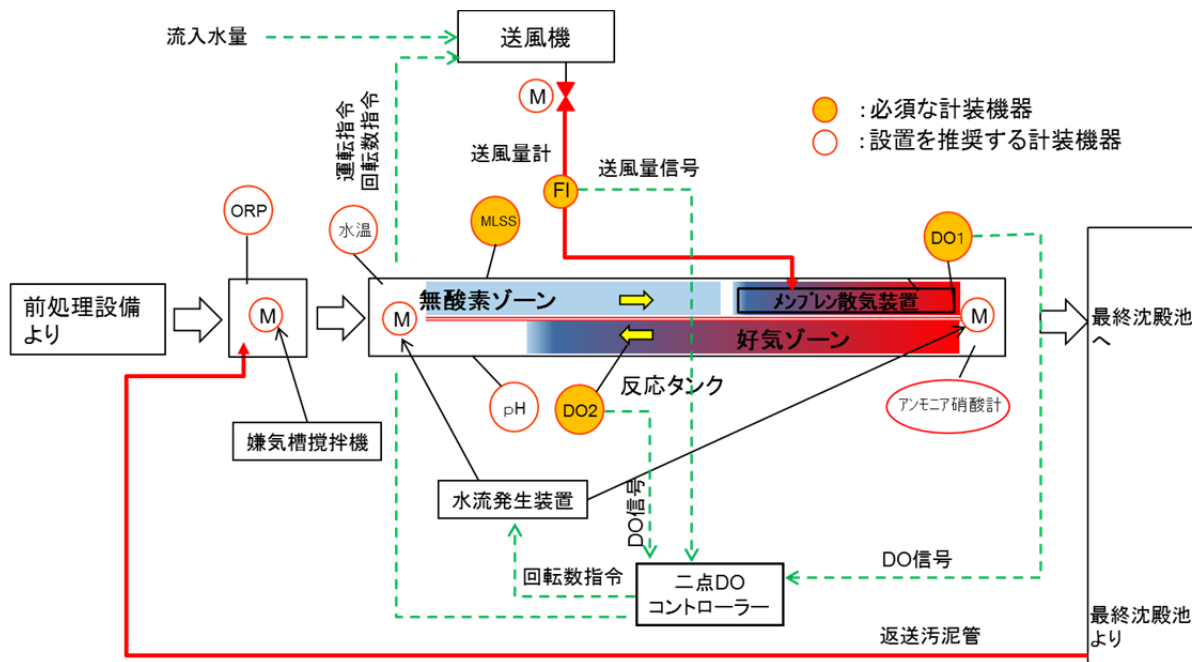 流入水量
送風機
M
運転指令
回転数指令
送風量計
送風量信号
：必須な計装機器
：設置を推奨する計装機器
FI
ORP
水温
MLSS
DO1
前処理設備
より
M
M
無酸素ゾーン
メンブレン散気装置
M
好気ゾーン
最終沈殿池
へ
pH
DO2
反応タンク
アンモニア硝酸計
嫌気槽撹拌機
水流発生装置
DO信号
DO信号
回転数指令
二点DO
コントローラー
最終沈殿池
より
返送汚泥管